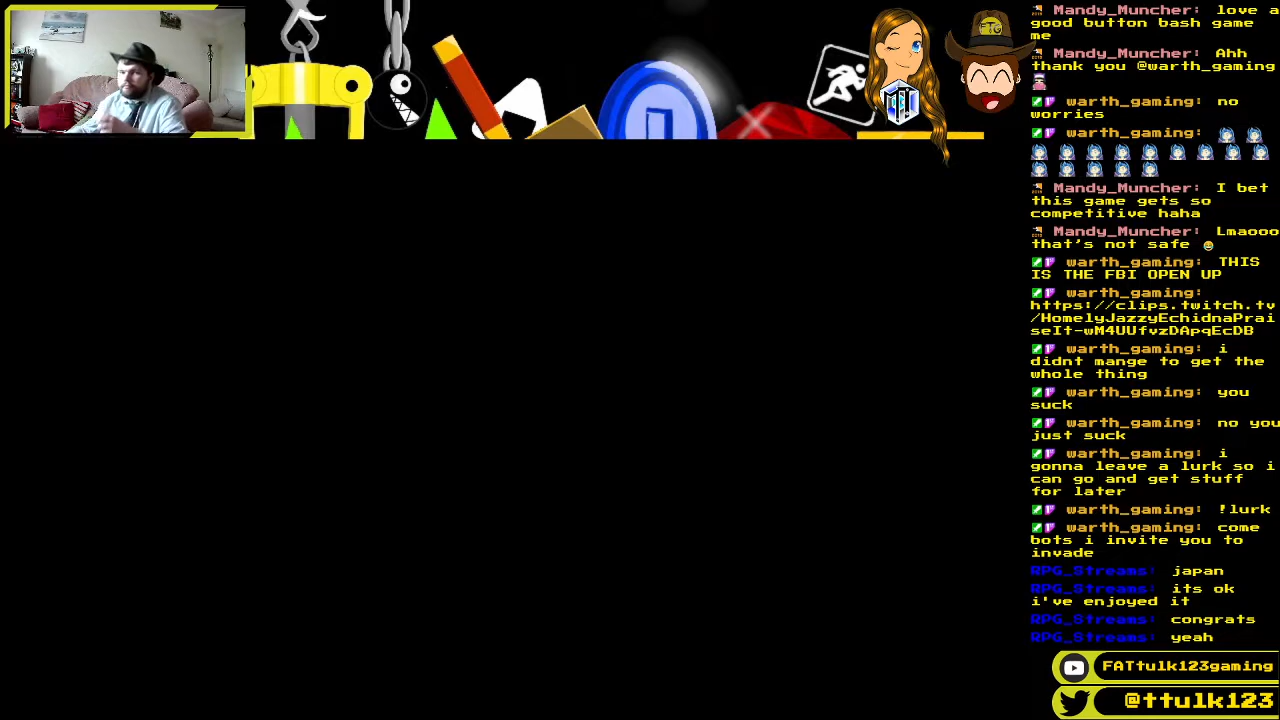 Mandy_Muncher: love a
good button bash game
me
Mandy_Muncher: Ahh
thank you @warth_gaming
warth_gaming: no
worries
warth_gaming:
Mandy_Muncher: I bet
this game gets so
competitive haha
Mandy_Muncher: Lmaooo
that's not safe
warth_gaming: THIS
IS THE FBI OPEN UP
warth_gaming:
https://clips.twitch.tv
/HomelyJazzyEchidnaPrai
seIt-wM4UUfvzDApqEcDB
warth_gaming: i
didnt mange to get the
whole thing
warth_gaming: you
suck
warth_gaming: no you
just suck
warth_gaming: i
gonna leave a lurk so i
can go and get stuff
for later
warth_gaming: !lurk
warth_gaming: come
bots i invite you to
invade
RPG_Streams: japan
RPG_Streams: its ok
i've enjoyed it
RPG_Streams: congrats
RPG_Streams: yeah
FATtulk123gaming
@ttulk123